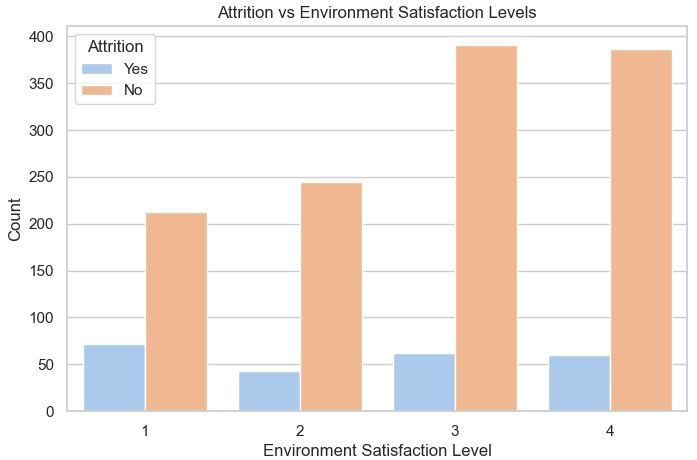 Attrition vs Environment Satisfaction Levels
400
350
300
250
200
150
100
50
0
Count
Attrition
Yes
No
1 2 3 4
Environment Satisfaction Level